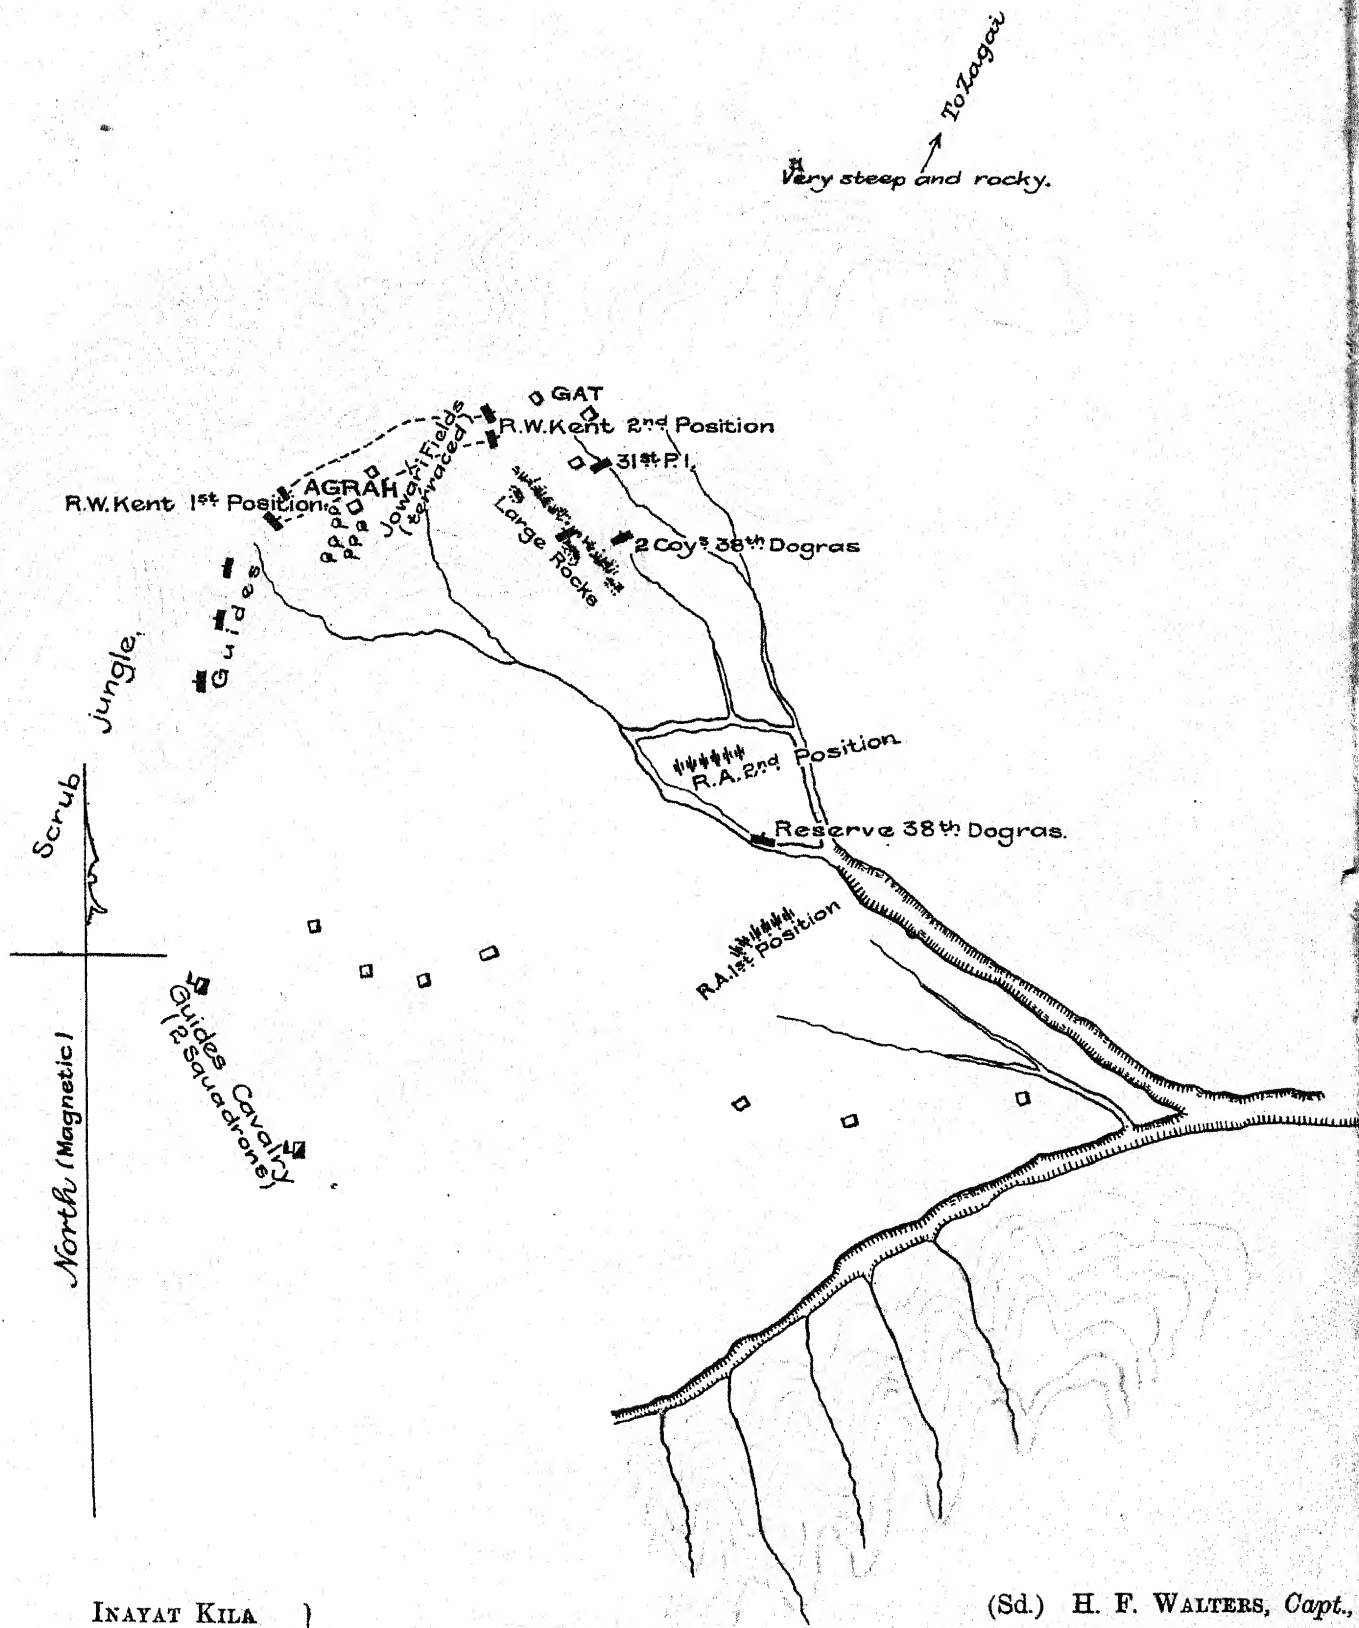 To Zagai
Very steep and rocky.
GAT
R.W. Kent 2nd Position
31st P.I.
Jowari Fields
(terraced)
AGRAH
R.W. Kent 1st Position
Large Rocks
2 Coys 38th Dogras
Guides
Scrub jungle.
R.A. 2nd Position
Reserve 38th Dogras.
R.A. 1st Position
Guides Cavalry
(2 Squadrons)
North (Magnetic)
INAYAT KILA }
(Sd.) H. F. WALTERS, Capt.,